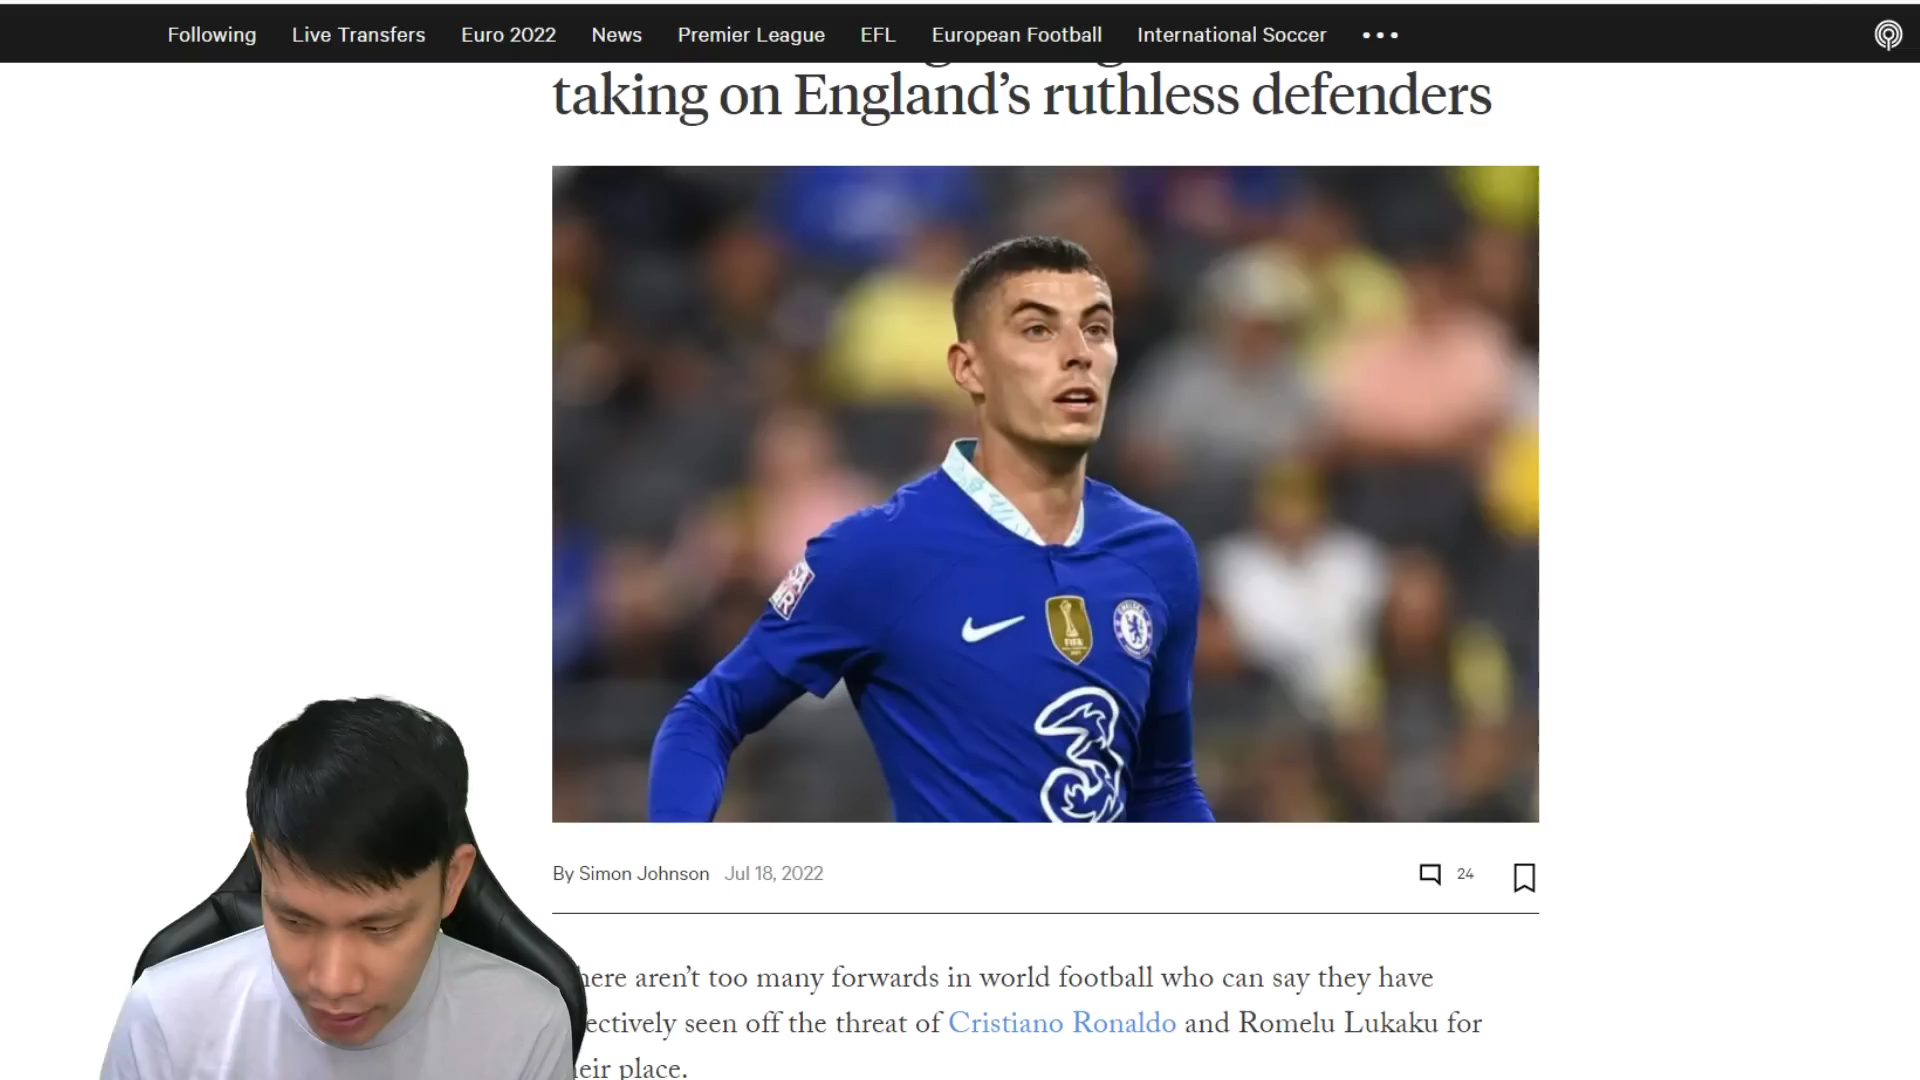 Following Live Transfers Euro 2022 News Premier League EFL European Football International Soccer
taking on England's ruthless defenders
FIFA
3
By Simon Johnson Jul 18, 2022 24
here aren't too many forwards in world football who can say they have
ectively seen off the threat of Cristiano Ronaldo and Romelu Lukaku for
eir place.